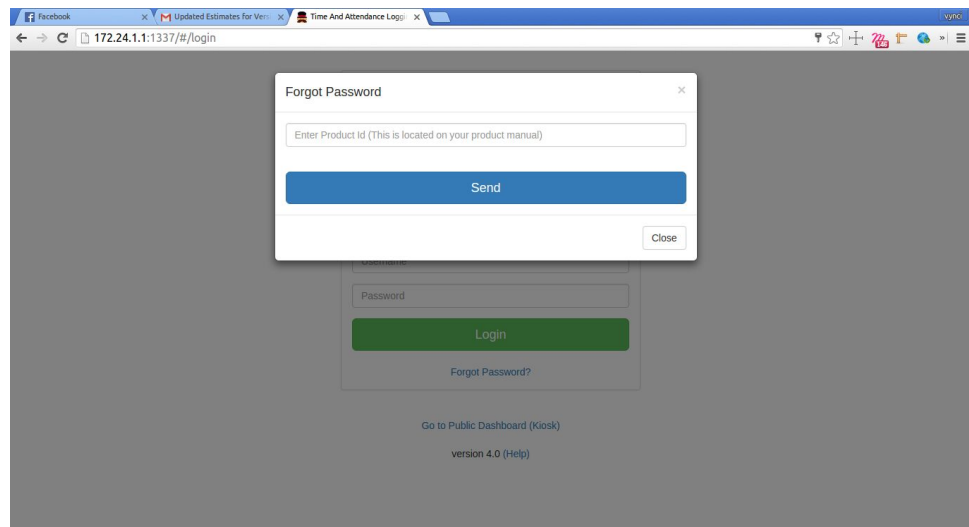 Facebook
Updated Estimates for Vers
Time And Attendance Loggi
vynci
172.24.1.1:1337/#/login
146
Forgot Password
Enter Product Id (This is located on your product manual)
Send
Close
Username
Password
Login
Forgot Password?
Go to Public Dashboard (Kiosk)
version 4.0 (Help)